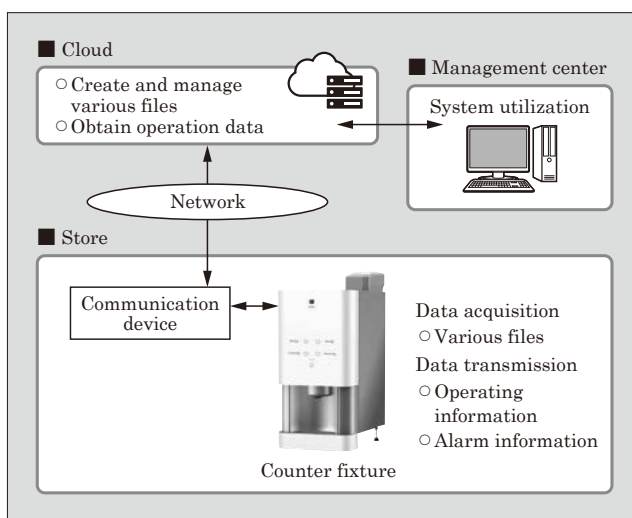 ■ Cloud
○ Create and manage
various files
○ Obtain operation data
■ Management center
System utilization
Network
■ Store
Communication
device
Data acquisition
○ Various files
Data transmission
○ Operating
information
○ Alarm information
Counter fixture